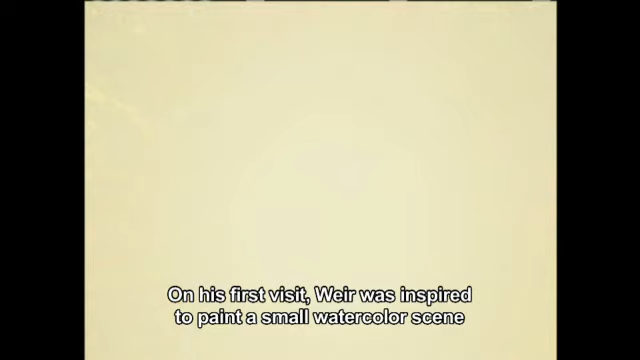 On his first visit, Weir was inspired
to paint a small watercolor scene